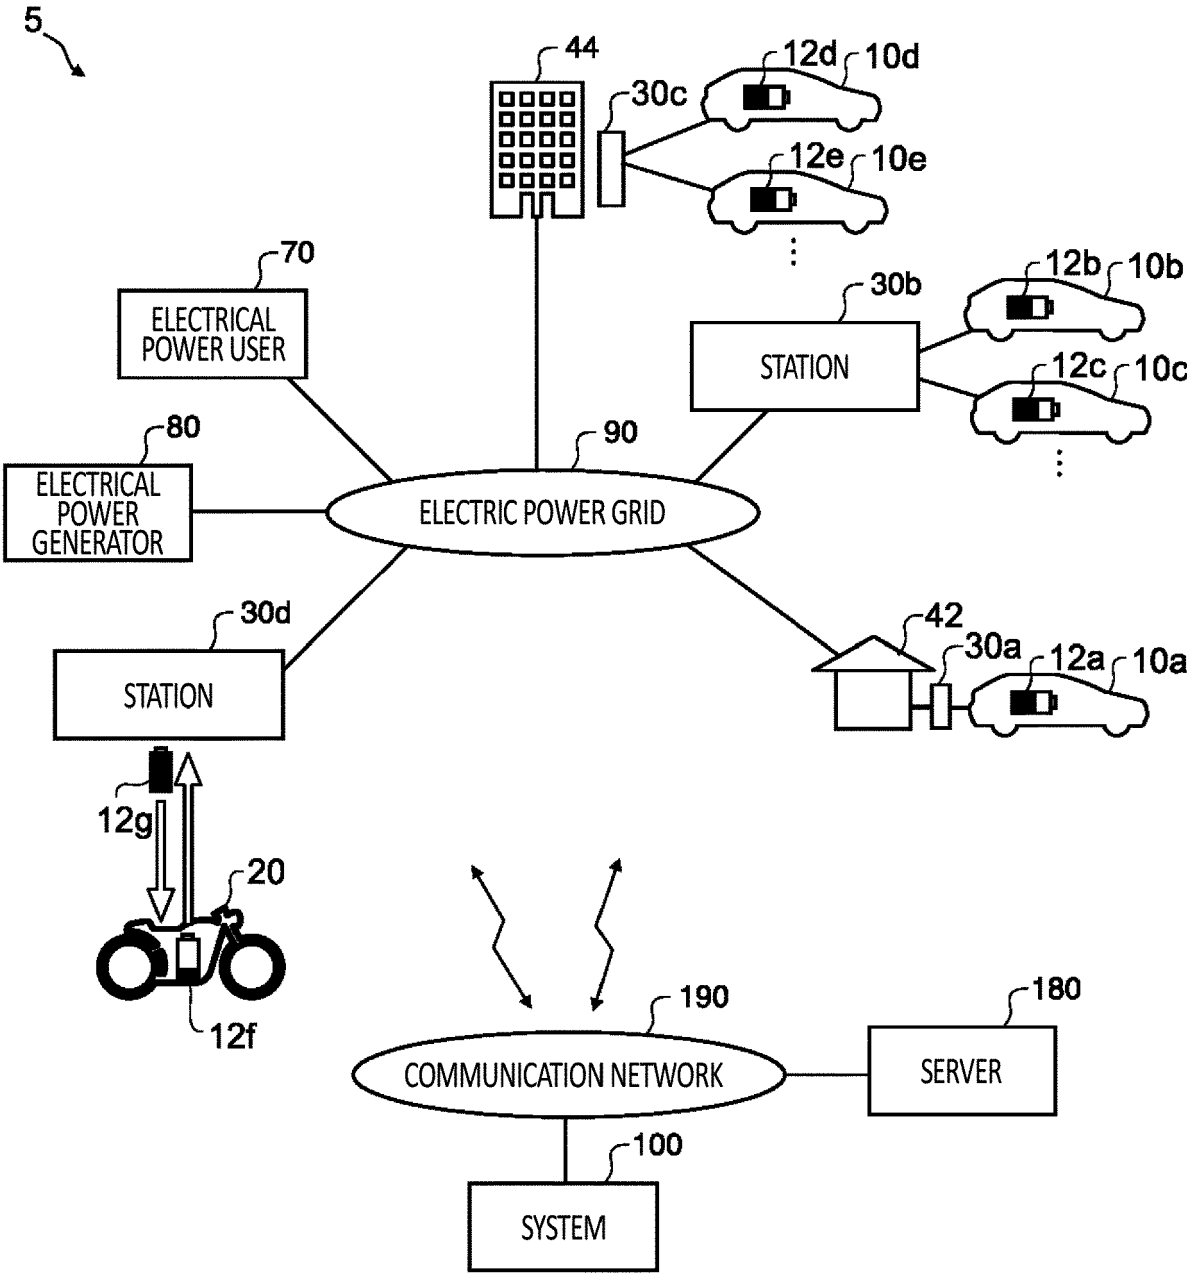 5
44
30c
12d
10d
12e
10e
70
ELECTRICAL
POWER USER
30b
STATION
12b
10b
12c
10c
80
ELECTRICAL
POWER
GENERATOR
90
ELECTRIC POWER GRID
30d
STATION
42
30a
12a
10a
12g
20
12f
190
COMMUNICATION NETWORK
180
SERVER
100
SYSTEM